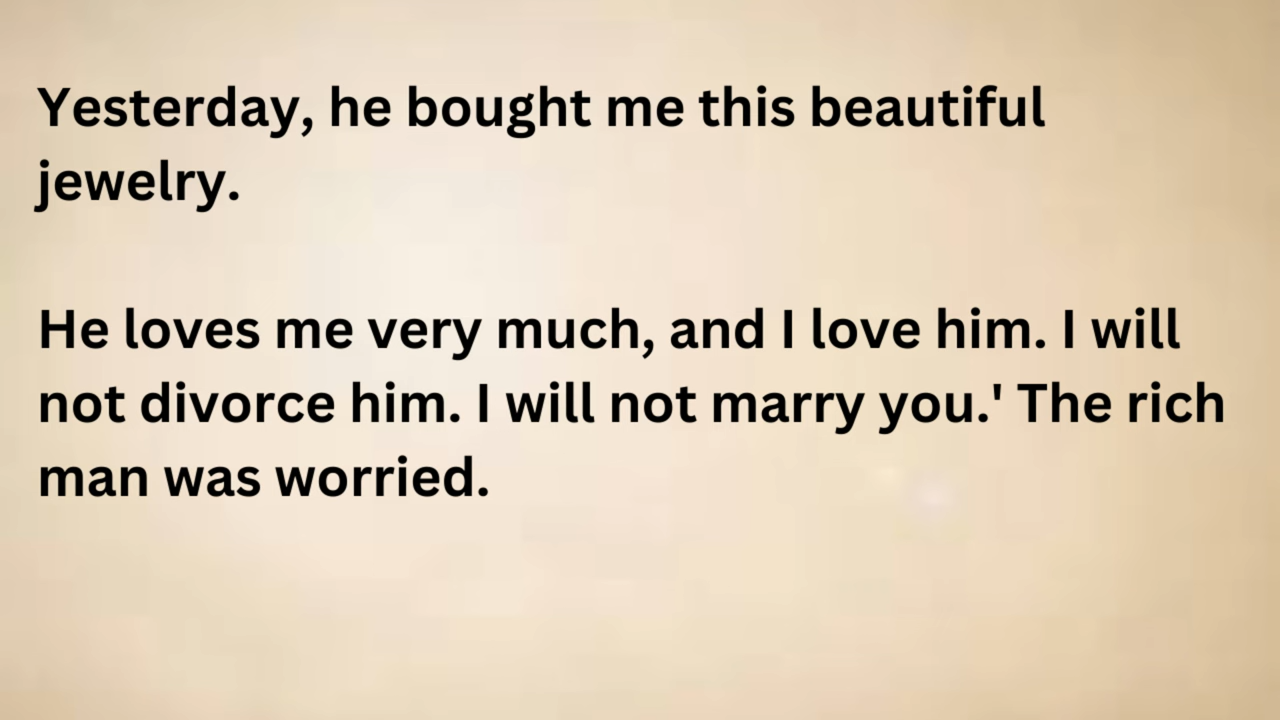 Yesterday, he bought me this beautiful
jewelry.
He loves me very much, and I love him. I will
not divorce him. I will not marry you.' The rich
man was worried.